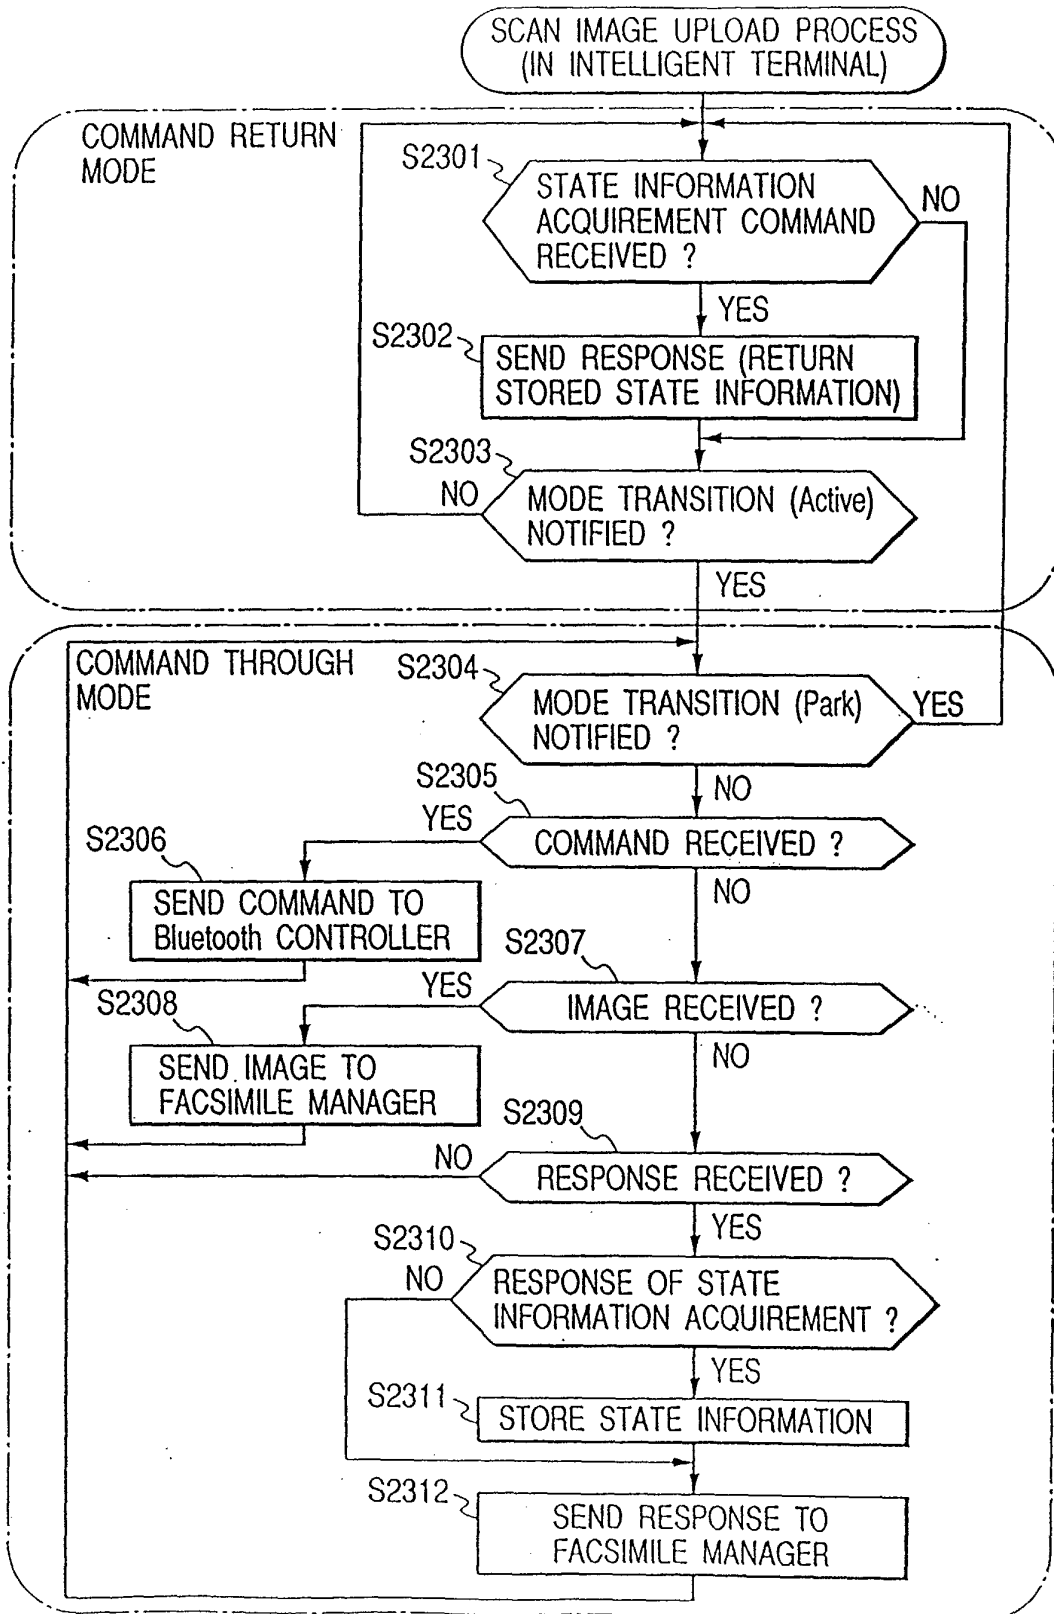 SCAN IMAGE UPLOAD PROCESS
(IN INTELLIGENT TERMINAL)
COMMAND RETURN
MODE
S2301
STATE INFORMATION
ACQUIREMENT COMMAND
RECEIVED ?
NO
YES
S2302
SEND RESPONSE (RETURN
STORED STATE INFORMATION)
S2303
NO
MODE TRANSITION (Active)
NOTIFIED ?
YES
COMMAND THROUGH
MODE
S2304
MODE TRANSITION (Park)
NOTIFIED ?
YES
NO
S2305
YES
COMMAND RECEIVED ?
NO
S2306
SEND COMMAND TO
Bluetooth CONTROLLER
S2307
YES
IMAGE RECEIVED ?
NO
S2308
SEND IMAGE TO
FACSIMILE MANAGER
S2309
NO
RESPONSE RECEIVED ?
YES
S2310
NO
RESPONSE OF STATE
INFORMATION ACQUIREMENT ?
YES
S2311
STORE STATE INFORMATION
S2312
SEND RESPONSE TO
FACSIMILE MANAGER